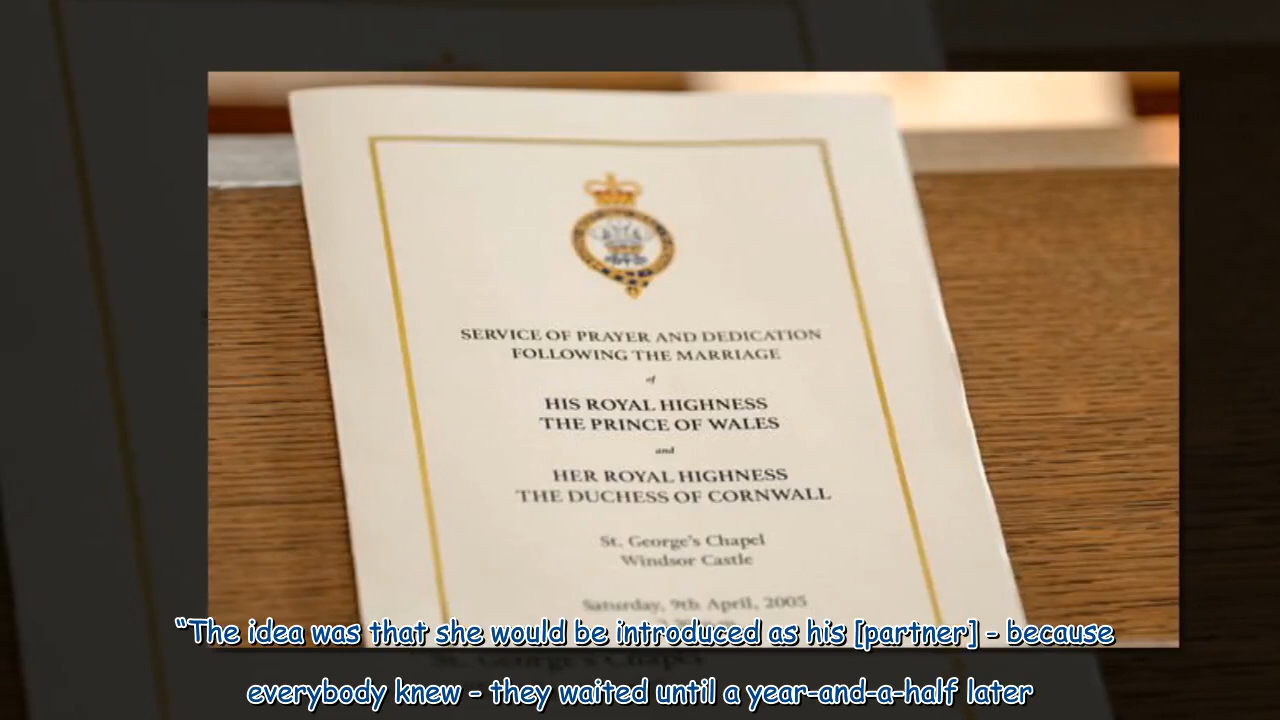 SERVICE OF PRAYER AND DEDICATION
FOLLOWING THE MARRIAGE
of
HIS ROYAL HIGHNESS
THE PRINCE OF WALES
and
HER ROYAL HIGHNESS
THE DUCHESS OF CORNWALL
St. George's Chapel
Windsor Castle
Saturday, 9th April, 2005
“The idea was that she would be introduced as his [partner] - because
everybody knew - they waited until a year-and-a-half later